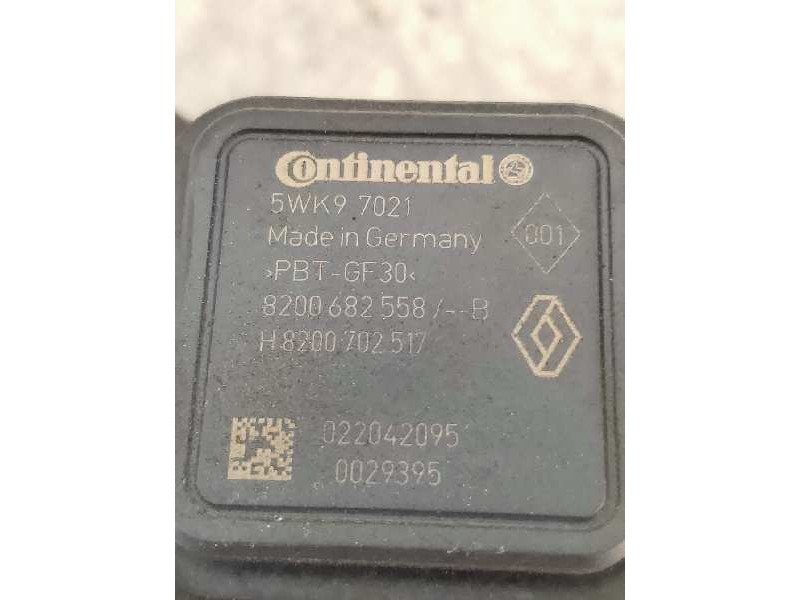 Continental
5WK9 7021
Made in Germany
001
>PBT-GF30<
8200 682 558 /--B
H 8200 702 517
022042095
0029395